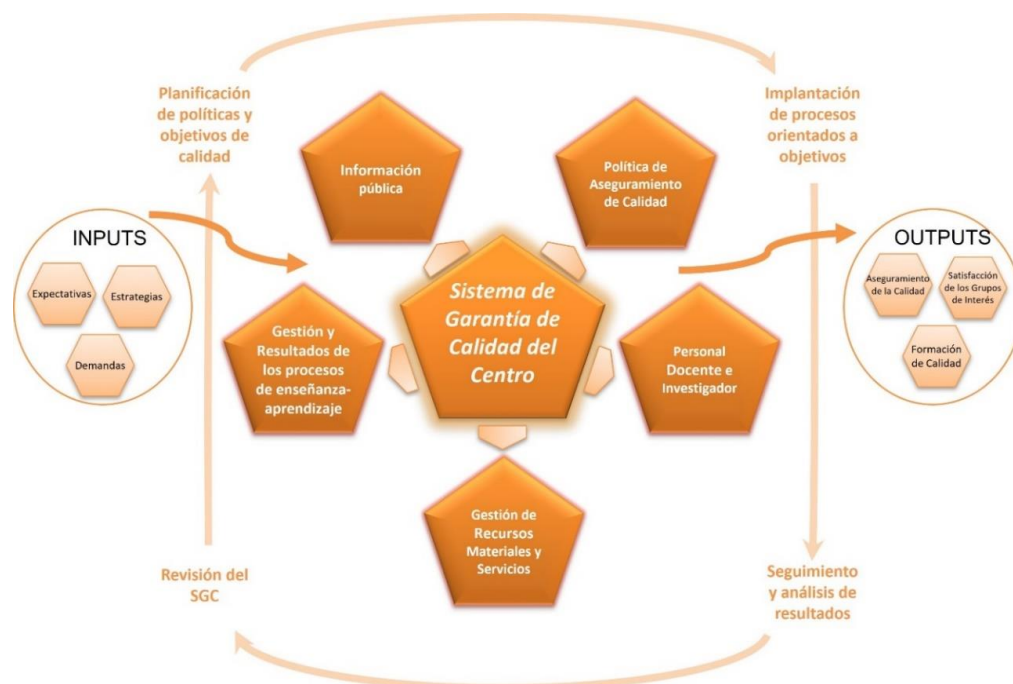 Planificación
de políticas y
objetivos de
calidad
Implantación
de procesos
orientados a
objetivos
Información
pública
Política de
Aseguramiento
de Calidad
INPUTS
Expectativas
Estrategias
Demandas
Gestión y
Resultados de
los procesos
de enseñanza-
aprendizaje
Sistema de
Garantía de
Calidad del
Centro
Personal
Docente e
Investigador
OUTPUTS
Aseguramiento
de la Calidad
Satisfacción
de los Grupos
de Interés
Formación
de Calidad
Gestión de
Recursos
Materiales y
Servicios
Revisión del
SGC
Seguimiento
y análisis de
resultados